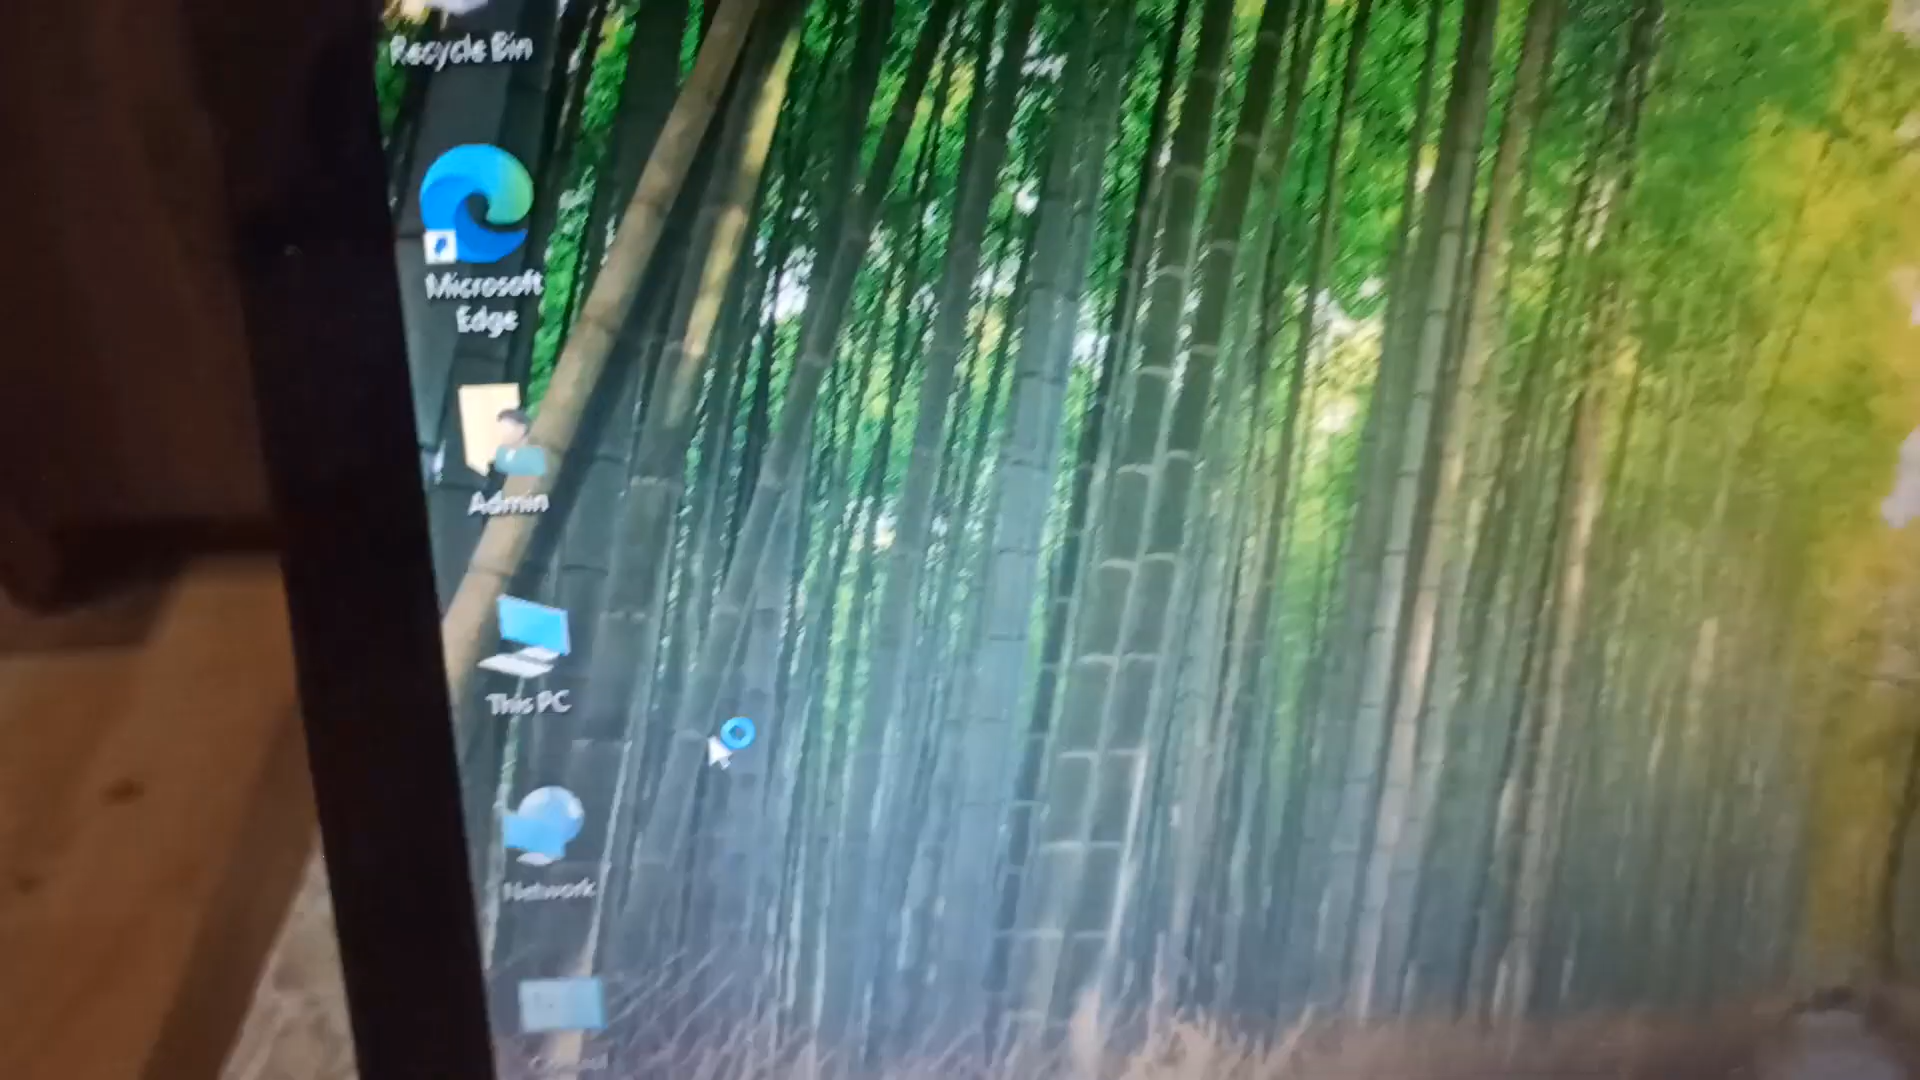 Recycle Bin
Microsoft
Edge
Admin
This PC
Network